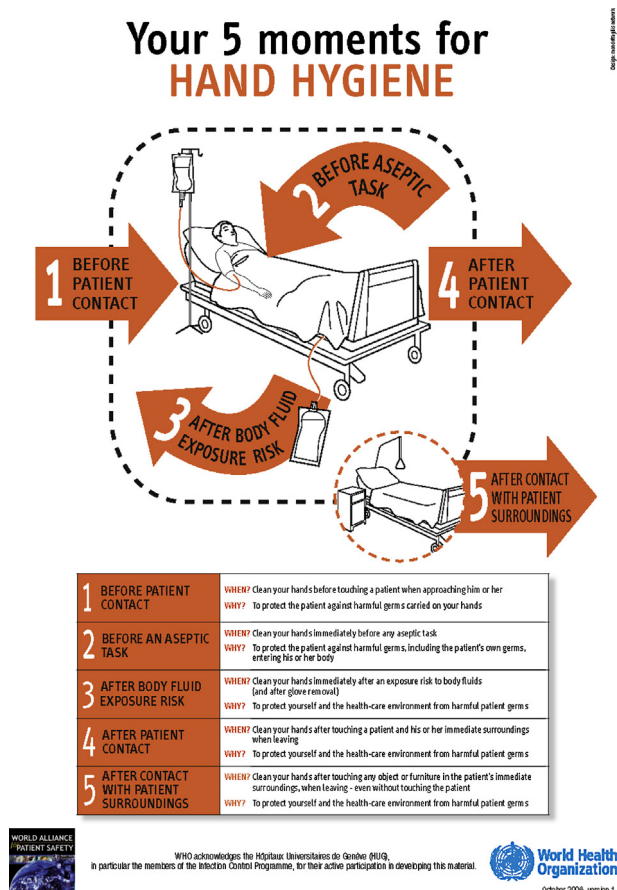 Your 5 moments for
HAND HYGIENE
2 BEFORE ASEPTIC
TASK
1 BEFORE
PATIENT
CONTACT
4 AFTER
PATIENT
CONTACT
3 AFTER BODY FLUID
EXPOSURE RISK
5 AFTER CONTACT
WITH PATIENT
SURROUNDINGS
1 BEFORE PATIENT
CONTACT
WHEN? Clean your hands before touching a patient when approaching him or her
WHY? To protect the patient against harmful germs carried on your hands
2 BEFORE AN ASEPTIC
TASK
WHEN? Clean your hands immediately before any aseptic task
WHY? To protect the patient against harmful germs, including the patient's own germs,
entering his or her body
3 AFTER BODY FLUID
EXPOSURE RISK
WHEN? Clean your hands immediately after an exposure risk to body fluids
(and after glove removal)
WHY? To protect yourself and the health-care environment from harmful patient germs
4 AFTER PATIENT
CONTACT
WHEN? Clean your hands after touching a patient and his or her immediate surroundings
when leaving
WHY? To protect yourself and the health-care environment from harmful patient germs
5 AFTER CONTACT
WITH PATIENT
SURROUNDINGS
WHEN? Clean your hands after touching any object or furniture in the patient's immediate
surroundings, when leaving - even without touching the patient
WHY? To protect yourself and the health-care environment from harmful patient germs
WORLD ALLIANCE
for PATIENT SAFETY
WHO acknowledges the Hôpitaux Universitaires de Genève (HUG),
in particular the members of the Infection Control Programme, for their active participation in developing this material.
World Health
Organization
October 2006, version 1